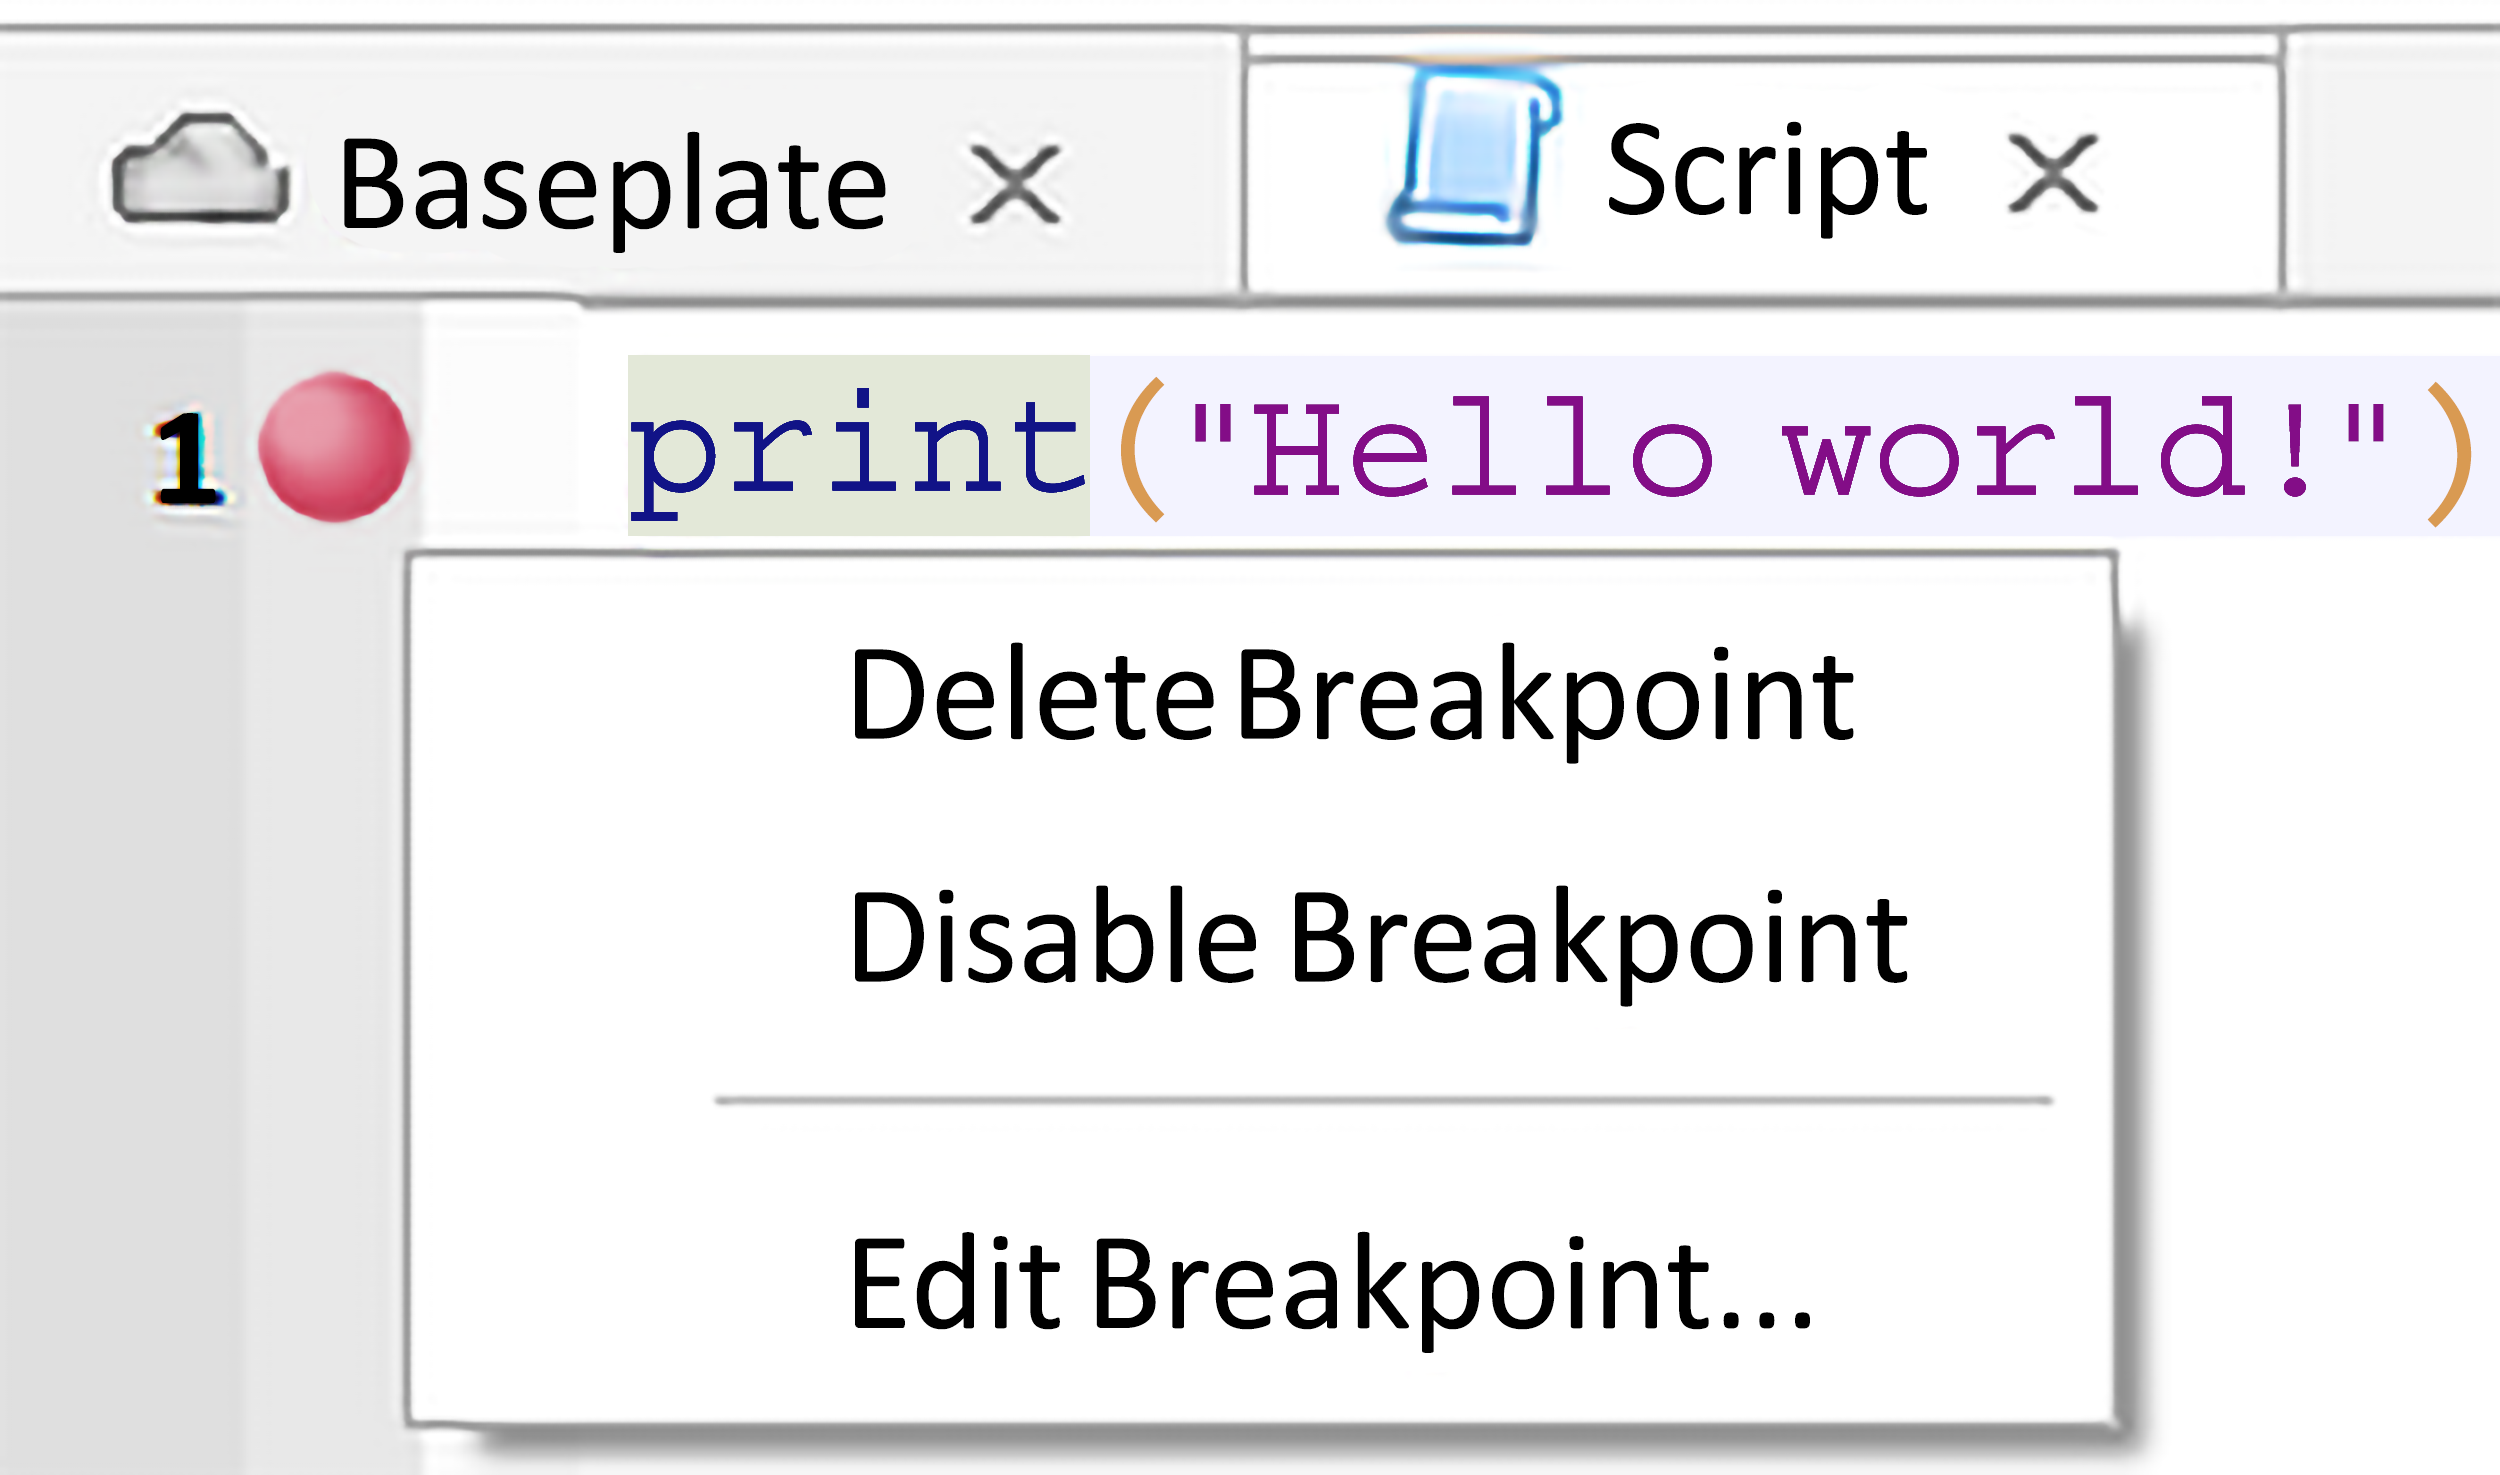 Baseplate Script
1 print("Hello world!")
Delete Breakpoint
Disable Breakpoint
Edit Breakpoint...